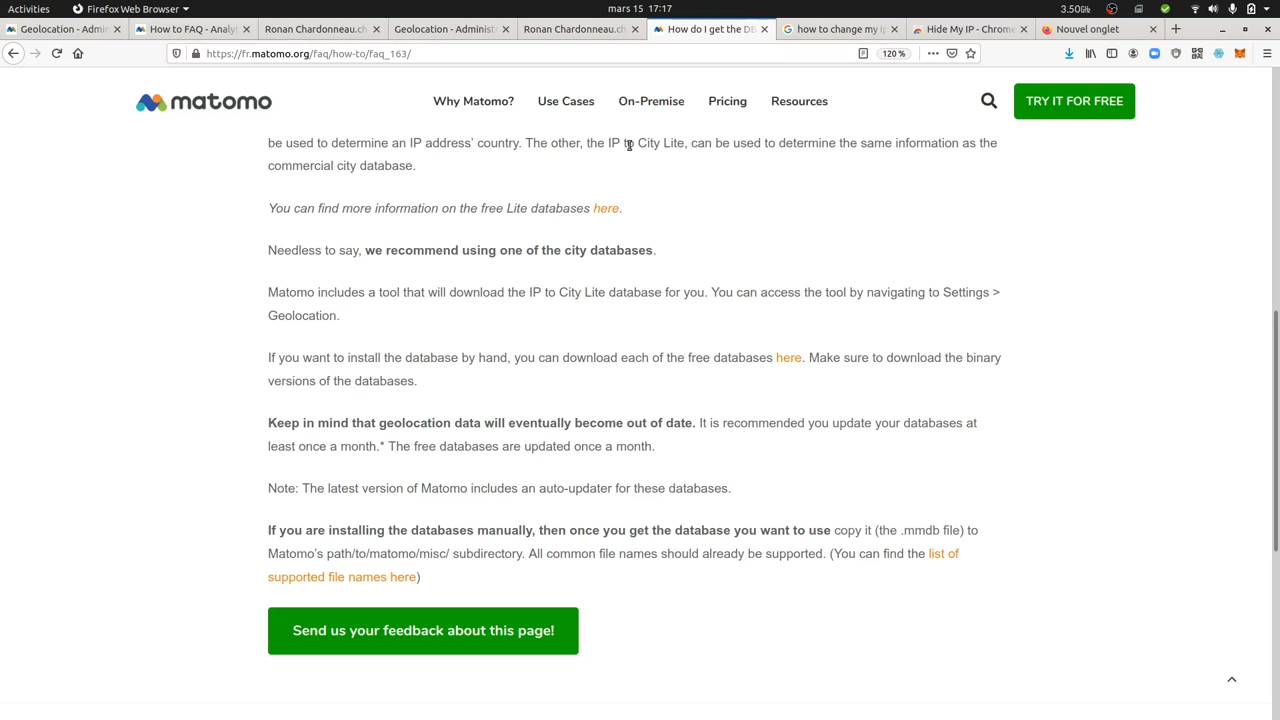 Activities
Firefox Web Browser
mars 15 17:17
3.50GHz
Geolocation - Admin
How to FAQ - Analy
Ronan Chardonneau.ch
Geolocation - Administ
Ronan Chardonneau.ch
How do I get the DB
how to change my ip
Hide My IP - Chrome
Nouvel onglet
https://fr.matomo.org/faq/how-to/faq_163/
120 %
matomo
Why Matomo?
Use Cases
On-Premise
Pricing
Resources
TRY IT FOR FREE
be used to determine an IP address’ country. The other, the IP to City Lite, can be used to determine the same information as the
commercial city database.
You can find more information on the free Lite databases here.
Needless to say, we recommend using one of the city databases.
Matomo includes a tool that will download the IP to City Lite database for you. You can access the tool by navigating to Settings >
Geolocation.
If you want to install the database by hand, you can download each of the free databases here. Make sure to download the binary
versions of the databases.
Keep in mind that geolocation data will eventually become out of date. It is recommended you update your databases at
least once a month.* The free databases are updated once a month.
Note: The latest version of Matomo includes an auto-updater for these databases.
If you are installing the databases manually, then once you get the database you want to use copy it (the .mmdb file) to
Matomo’s path/to/matomo/misc/ subdirectory. All common file names should already be supported. (You can find the list of
supported file names here)
Send us your feedback about this page!